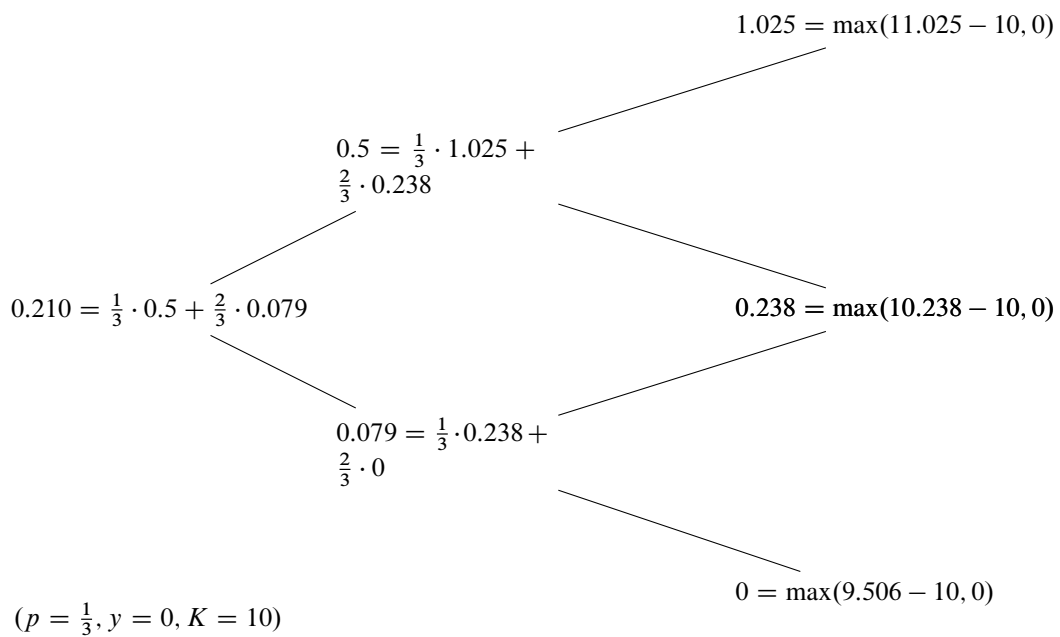 1.025 = max(11.025 − 10, 0)
0.5 = 1/3 · 1.025 +
2/3 · 0.238
0.210 = 1/3 · 0.5 + 2/3 · 0.079
0.238 = max(10.238 − 10, 0)
0.079 = 1/3 · 0.238 +
2/3 · 0
0 = max(9.506 − 10, 0)
(p = 1/3, y = 0, K = 10)